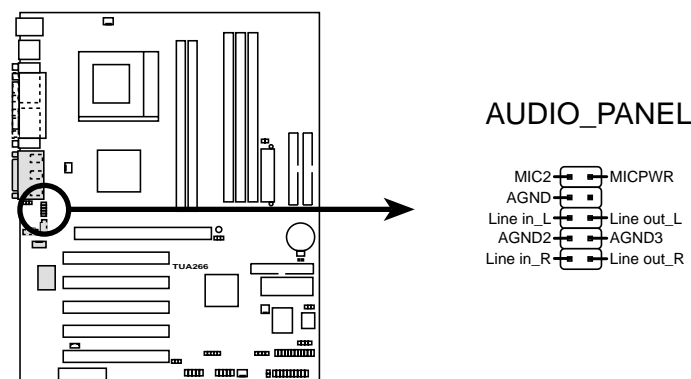 AUDIO_PANEL
MIC2 MICPWR
AGND
Line in_L Line out_L
AGND2 AGND3
Line in_R Line out_R
TUA266